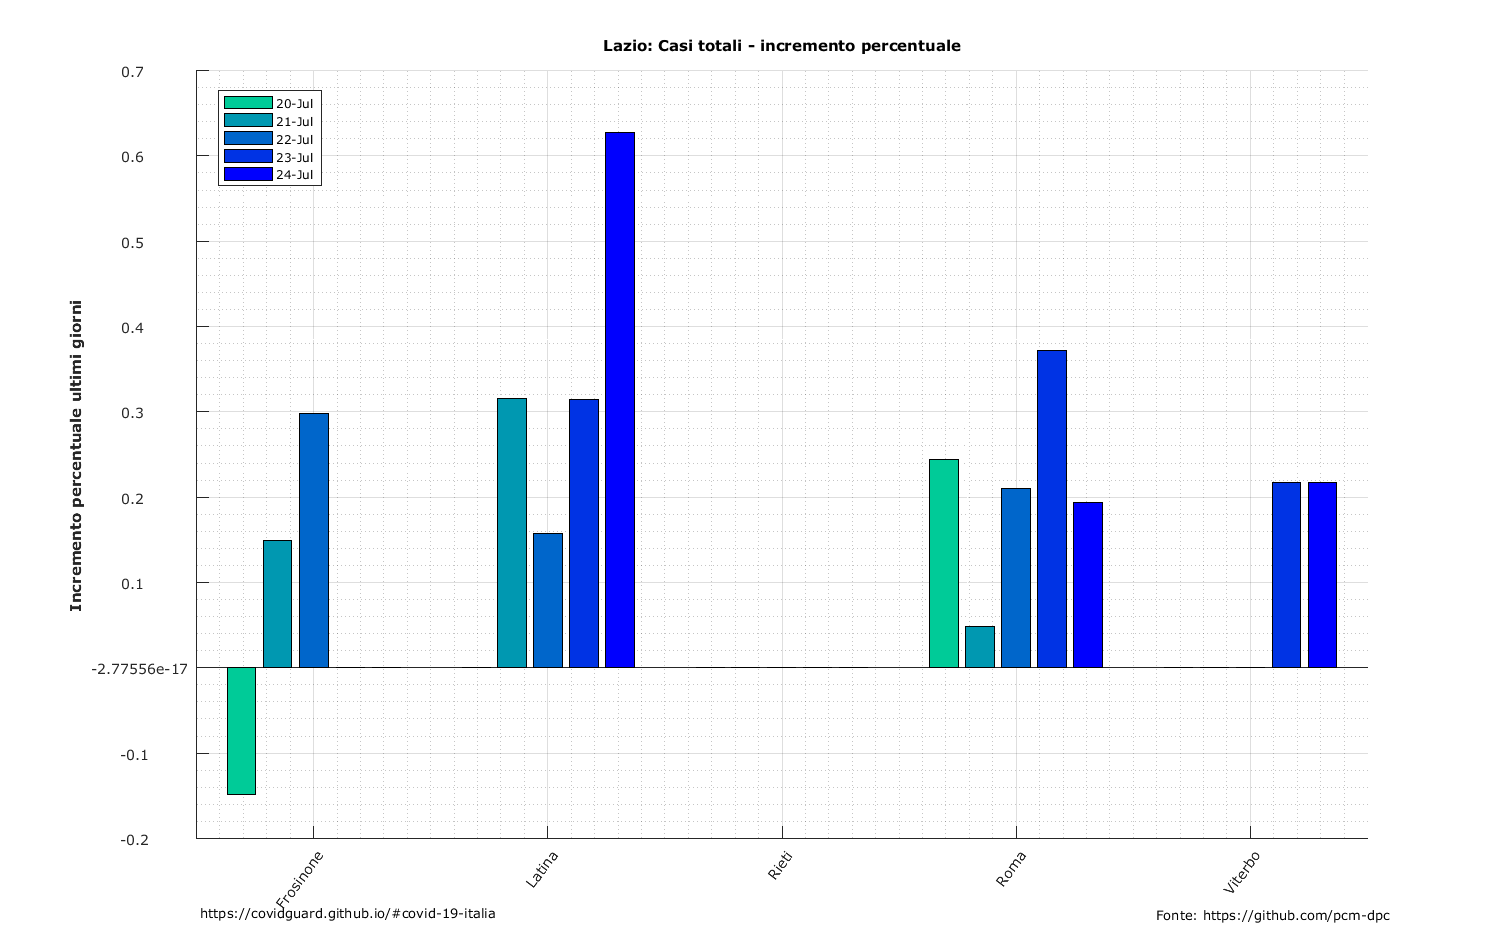 Lazio: Casi totali - incremento percentuale
Incremento percentuale ultimi giorni
0.7
0.6
0.5
0.4
0.3
0.2
0.1
-2.77556e-17
-0.1
-0.2
20-Jul
21-Jul
22-Jul
23-Jul
24-Jul
Frosinone
Latina
Rieti
Roma
Viterbo
https://covidguard.github.io/#covid-19-italia
Fonte: https://github.com/pcm-dpc